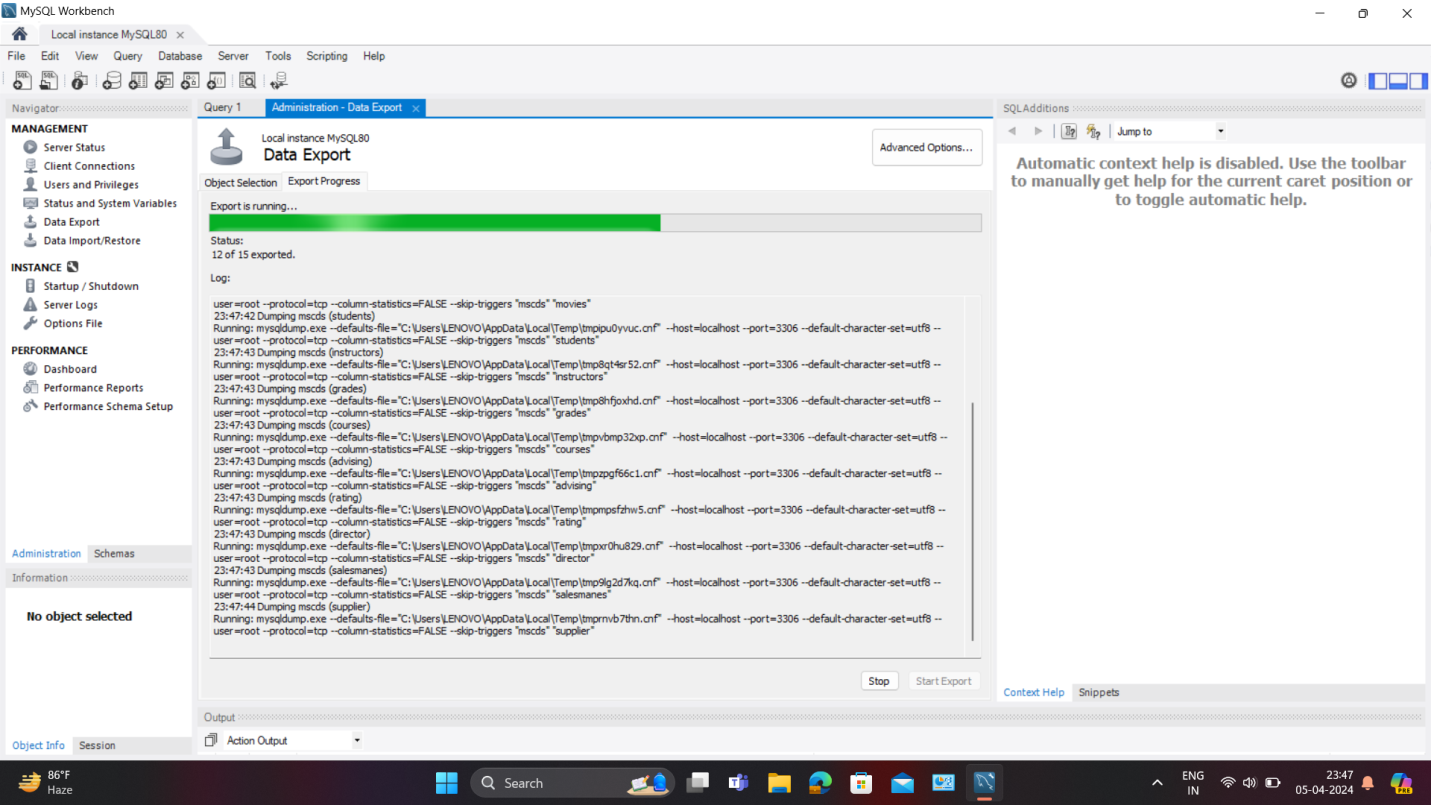 MySQL Workbench
Local instance MySQL80
File Edit View Query Database Server Tools Scripting Help
Navigator
MANAGEMENT
Server Status
Client Connections
Users and Privileges
Status and System Variables
Data Export
Data Import/Restore
INSTANCE
Startup / Shutdown
Server Logs
Options File
PERFORMANCE
Dashboard
Performance Reports
Performance Schema Setup
Administration Schemas
Information
No object selected
Object Info Session
Query 1 Administration - Data Export
Local instance MySQL80
Data Export
Advanced Options...
Object Selection Export Progress
Export is running...
Status:
12 of 15 exported.
Log:
user=root --protocol=tcp --column-statistics=FALSE --skip-triggers "mscds" "movies"
23:47:42 Dumping mscds (students)
Running: mysqldump.exe --defaults-file="C:\Users\LENOVO\AppData\Local\Temp\tmpipu0yvuc.cnf" --host=localhost --port=3306 --default-character-set=utf8 --
user=root --protocol=tcp --column-statistics=FALSE --skip-triggers "mscds" "students"
23:47:43 Dumping mscds (instructors)
Running: mysqldump.exe --defaults-file="C:\Users\LENOVO\AppData\Local\Temp\tmp8qt4sr52.cnf" --host=localhost --port=3306 --default-character-set=utf8 --
user=root --protocol=tcp --column-statistics=FALSE --skip-triggers "mscds" "instructors"
23:47:43 Dumping mscds (grades)
Running: mysqldump.exe --defaults-file="C:\Users\LENOVO\AppData\Local\Temp\tmp8hfjoxhd.cnf" --host=localhost --port=3306 --default-character-set=utf8 --
user=root --protocol=tcp --column-statistics=FALSE --skip-triggers "mscds" "grades"
23:47:43 Dumping mscds (courses)
Running: mysqldump.exe --defaults-file="C:\Users\LENOVO\AppData\Local\Temp\tmpvbmp32xp.cnf" --host=localhost --port=3306 --default-character-set=utf8 --
user=root --protocol=tcp --column-statistics=FALSE --skip-triggers "mscds" "courses"
23:47:43 Dumping mscds (advising)
Running: mysqldump.exe --defaults-file="C:\Users\LENOVO\AppData\Local\Temp\tmpzpgf66c1.cnf" --host=localhost --port=3306 --default-character-set=utf8 --
user=root --protocol=tcp --column-statistics=FALSE --skip-triggers "mscds" "advising"
23:47:43 Dumping mscds (rating)
Running: mysqldump.exe --defaults-file="C:\Users\LENOVO\AppData\Local\Temp\tmpmpsfzhw5.cnf" --host=localhost --port=3306 --default-character-set=utf8 --
user=root --protocol=tcp --column-statistics=FALSE --skip-triggers "mscds" "rating"
23:47:43 Dumping mscds (director)
Running: mysqldump.exe --defaults-file="C:\Users\LENOVO\AppData\Local\Temp\tmpxr0hu829.cnf" --host=localhost --port=3306 --default-character-set=utf8 --
user=root --protocol=tcp --column-statistics=FALSE --skip-triggers "mscds" "director"
23:47:43 Dumping mscds (salesmanes)
Running: mysqldump.exe --defaults-file="C:\Users\LENOVO\AppData\Local\Temp\tmp9lg2d7kq.cnf" --host=localhost --port=3306 --default-character-set=utf8 --
user=root --protocol=tcp --column-statistics=FALSE --skip-triggers "mscds" "salesmanes"
23:47:44 Dumping mscds (supplier)
Running: mysqldump.exe --defaults-file="C:\Users\LENOVO\AppData\Local\Temp\tmprnvb7thn.cnf" --host=localhost --port=3306 --default-character-set=utf8 --
user=root --protocol=tcp --column-statistics=FALSE --skip-triggers "mscds" "supplier"
Stop Start Export
Output
Action Output
SQLAdditions
Jump to
Automatic context help is disabled. Use the toolbar
to manually get help for the current caret position or
to toggle automatic help.
Context Help Snippets
86°F
Haze
Search
ENG
IN
23:47
05-04-2024
PRE